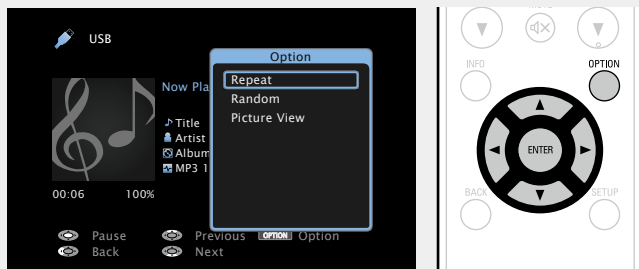 USB
Option
Repeat
Random
Picture View
Now Pla
Title
Artist
Album
MP3 1
00:06 100%
Pause Previous OPTION Option
Back Next
MUTE
INFO OPTION
ENTER
BACK SETUP